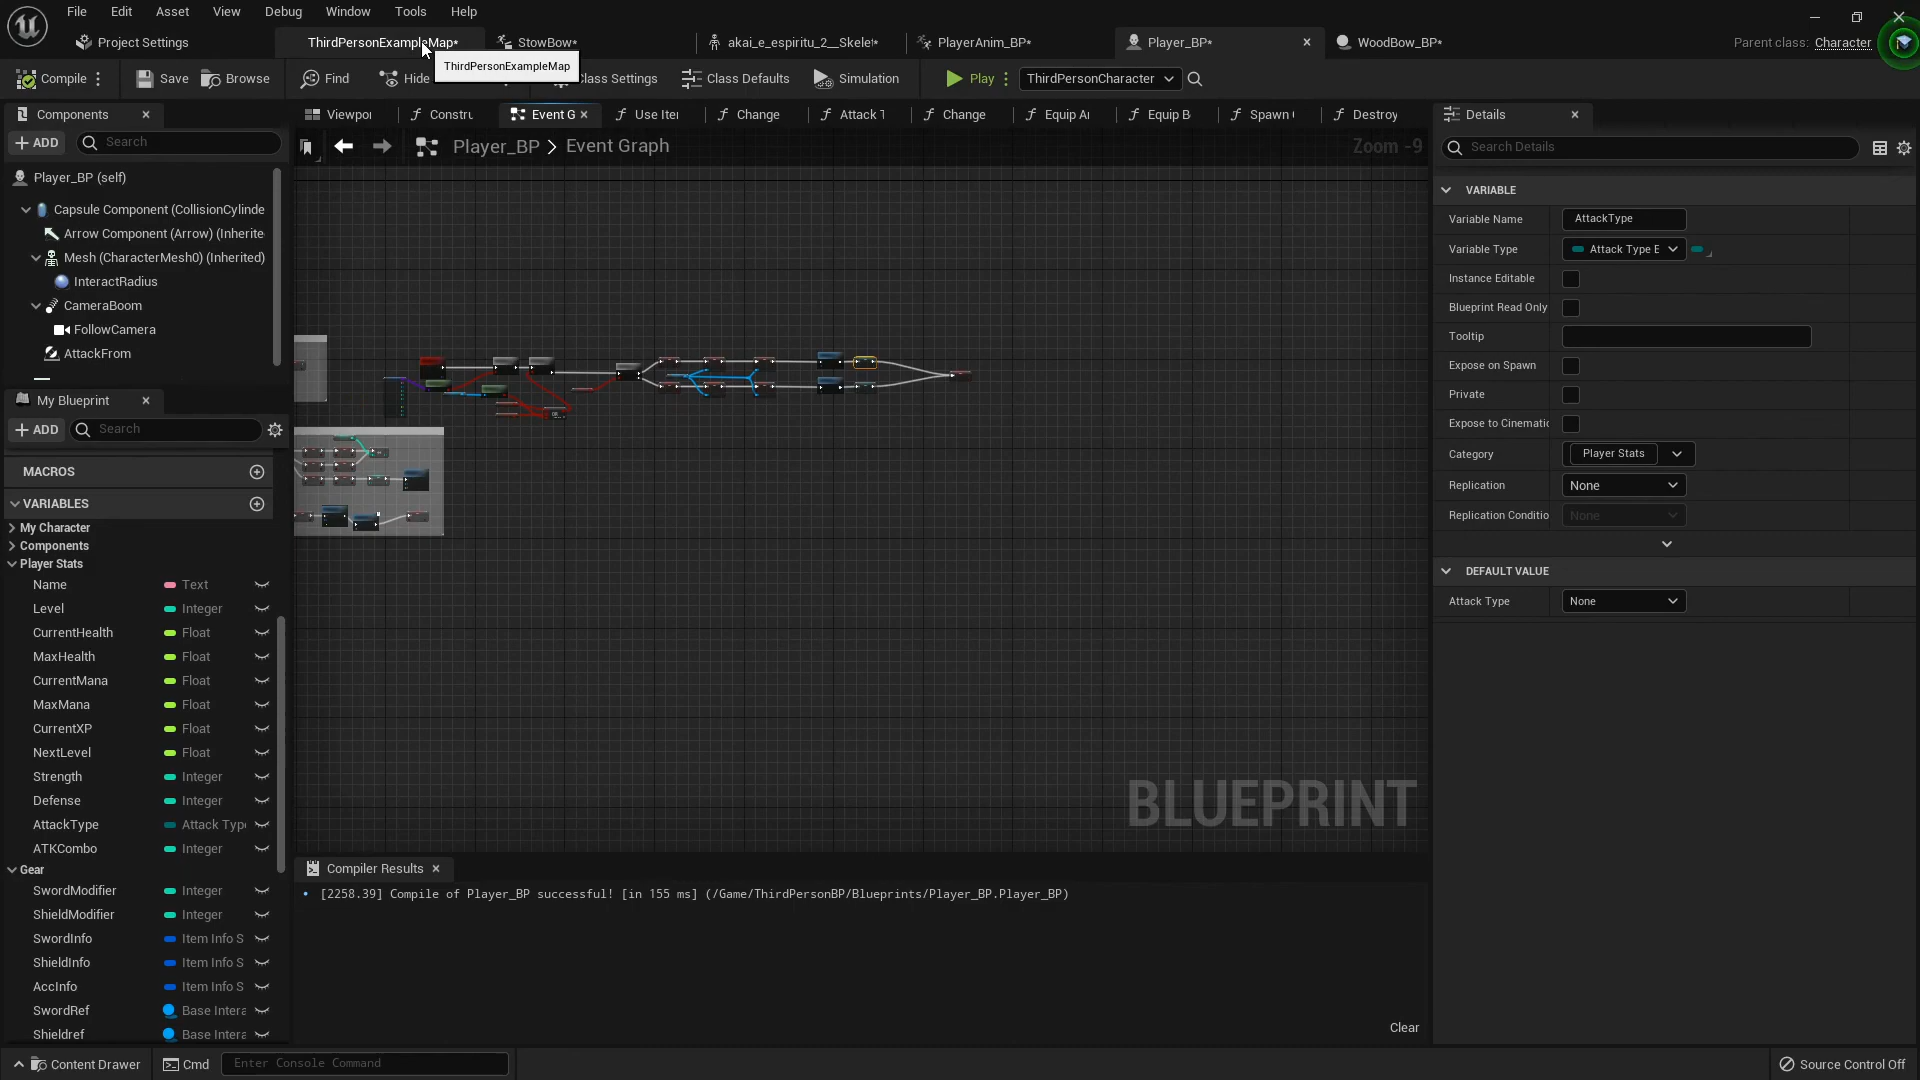 File Edit Asset View Debug Window Tools Help
Project Settings
ThirdPersonExampleMap*
StowBow*
akai_e_espiritu_2__Skelet*
PlayerAnim_BP*
Player_BP*
WoodBow_BP*
Parent class: Character
ThirdPersonExampleMap
Compile
Save
Browse
Find
Hide
Class Settings
Class Defaults
Simulation
Play
ThirdPersonCharacter
Components
ADD
Search
Player_BP (self)
Capsule Component (CollisionCylinde
Arrow Component (Arrow) (Inherite
Mesh (CharacterMesh0) (Inherited)
InteractRadius
CameraBoom
FollowCamera
AttackFrom
My Blueprint
ADD
Search
MACROS
VARIABLES
My Character
Components
Player Stats
Name Text
Level Integer
CurrentHealth Float
MaxHealth Float
CurrentMana Float
MaxMana Float
CurrentXP Float
NextLevel Float
Strength Integer
Defense Integer
AttackType Attack Type
ATKCombo Integer
Gear
SwordModifier Integer
ShieldModifier Integer
SwordInfo Item Info S
ShieldInfo Item Info S
AccInfo Item Info S
SwordRef Base Intera
Shieldref Base Intera
Viewpor
Constru
Event G
Use Iter
Change
Attack T
Change
Equip Ar
Equip B
Spawn
Destroy
Player_BP > Event Graph
Zoom -9
BLUEPRINT
Compiler Results
[2258.39] Compile of Player_BP successful! [in 155 ms] (/Game/ThirdPersonBP/Blueprints/Player_BP.Player_BP)
Clear
Details
Search Details
VARIABLE
Variable Name AttackType
Variable Type Attack Type E
Instance Editable
Blueprint Read Only
Tooltip
Expose on Spawn
Private
Expose to Cinematic
Category Player Stats
Replication None
Replication Conditio None
DEFAULT VALUE
Attack Type None
Content Drawer
Cmd
Enter Console Command
Source Control Off